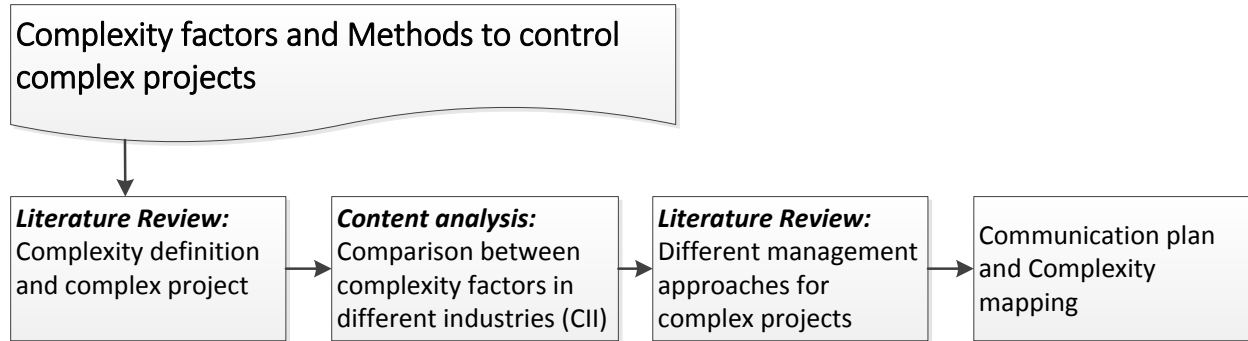 Complexity factors and Methods to control
complex projects
Literature Review:
Complexity definition
and complex project
Content analysis:
Comparison between
complexity factors in
different industries (CII)
Literature Review:
Different management
approaches for
complex projects
Communication plan
and Complexity
mapping